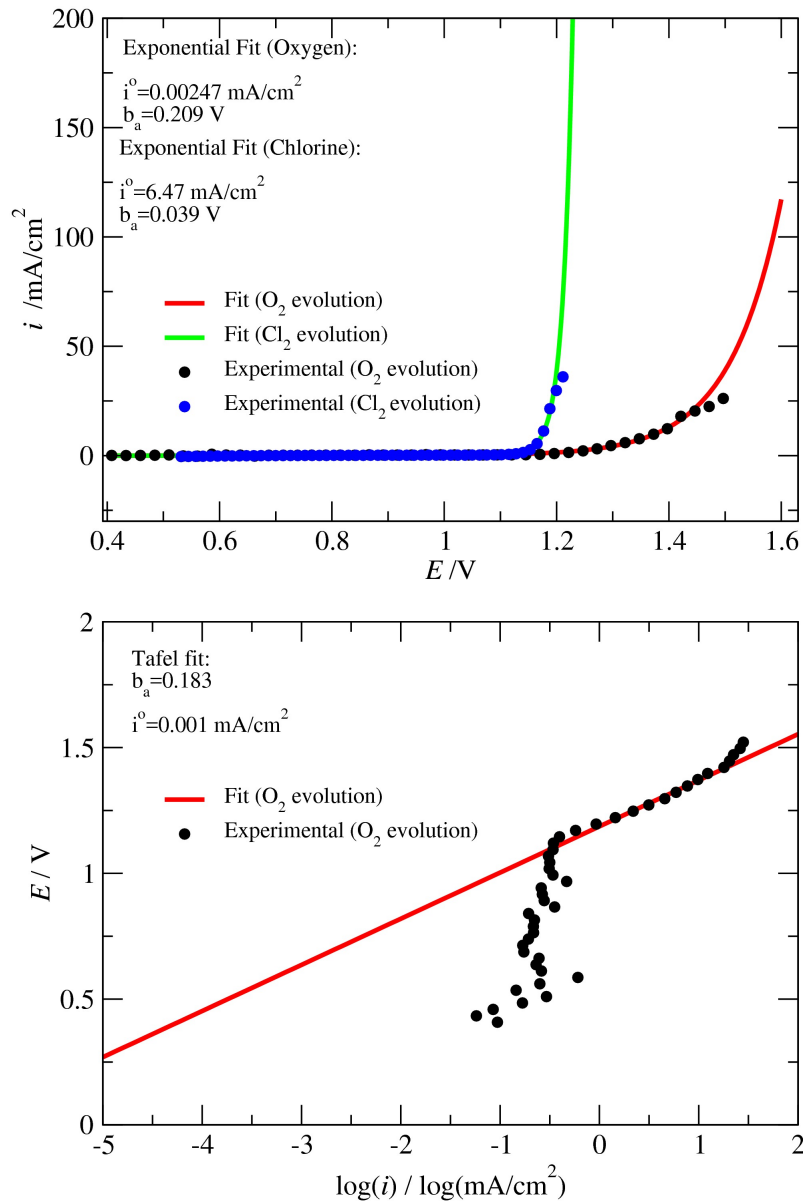 200
150
100
50
0
i /mA/cm²
Exponential Fit (Oxygen):
i°=0.00247 mA/cm²
bₐ=0.209 V
Exponential Fit (Chlorine):
i°=6.47 mA/cm²
bₐ=0.039 V
Fit (O₂ evolution)
Fit (Cl₂ evolution)
Experimental (O₂ evolution)
Experimental (Cl₂ evolution)
0.4 0.6 0.8 1 1.2 1.4 1.6
E /V
2
1.5
1
0.5
0
E / V
Tafel fit:
bₐ=0.183
i°=0.001 mA/cm²
Fit (O₂ evolution)
Experimental (O₂ evolution)
-5 -4 -3 -2 -1 0 1 2
log(i) / log(mA/cm²)